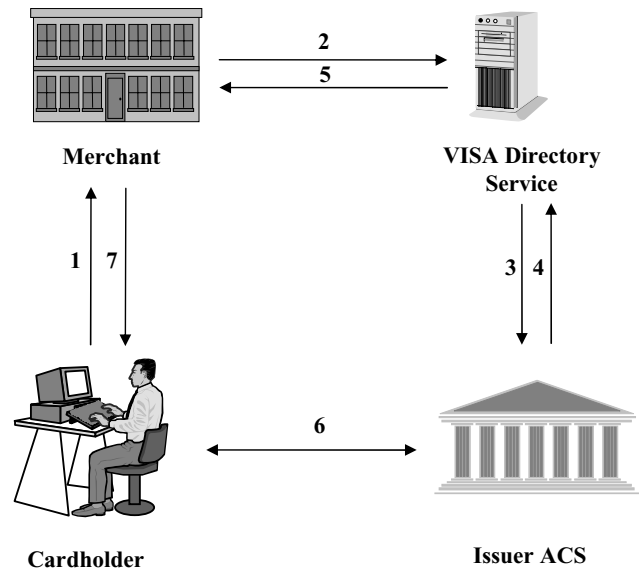 2
5
Merchant
VISA Directory
Service
1
7
3
4
6
Cardholder
Issuer ACS